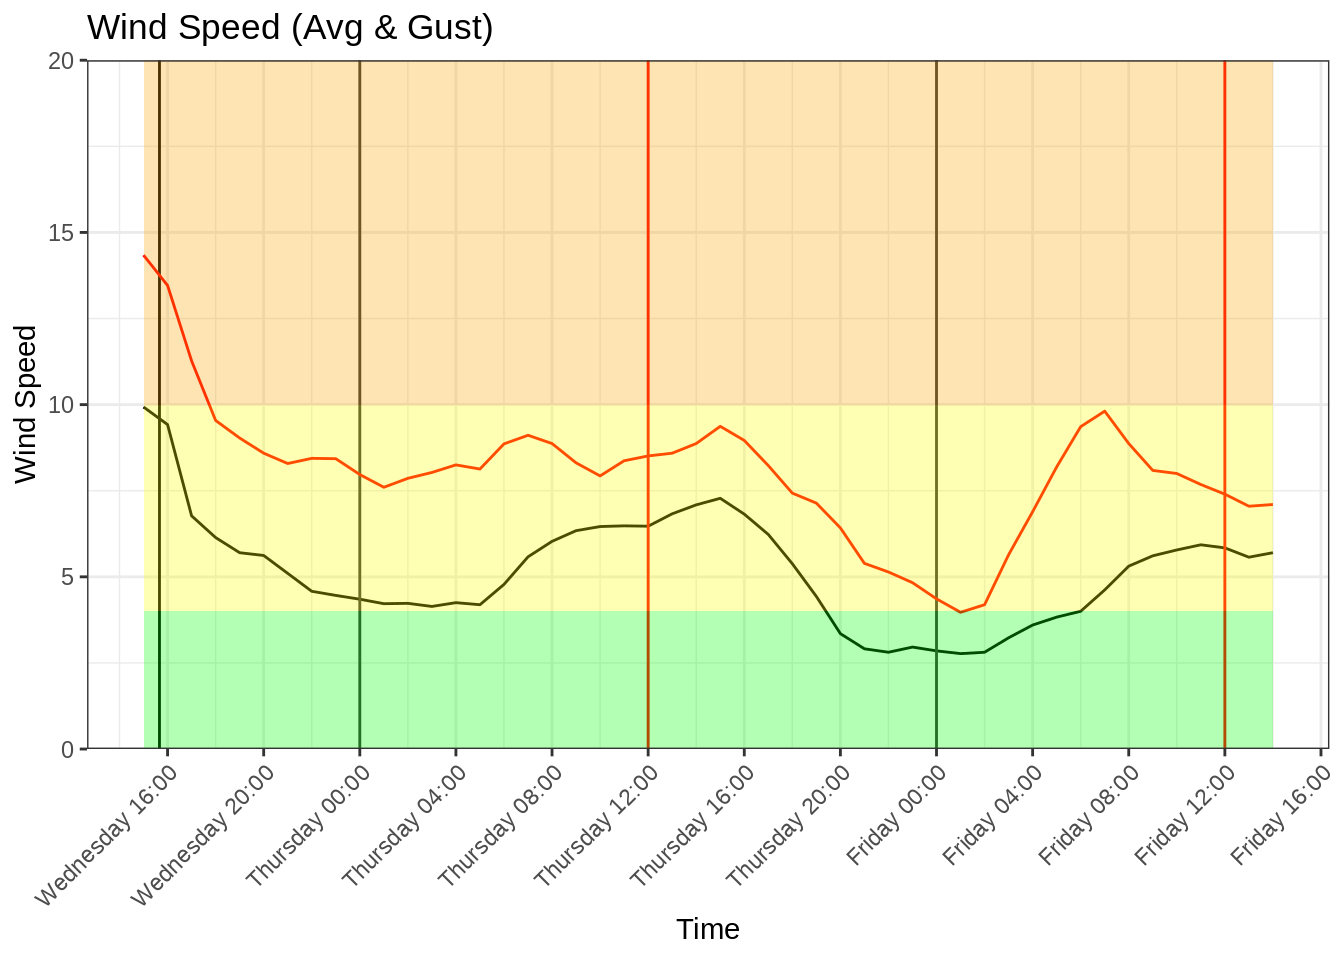 Wind Speed (Avg & Gust)
20
15
10
5
0
Wind Speed
Wednesday 16:00
Wednesday 20:00
Thursday 00:00
Thursday 04:00
Thursday 08:00
Thursday 12:00
Thursday 16:00
Thursday 20:00
Friday 00:00
Friday 04:00
Friday 08:00
Friday 12:00
Friday 16:00
Time